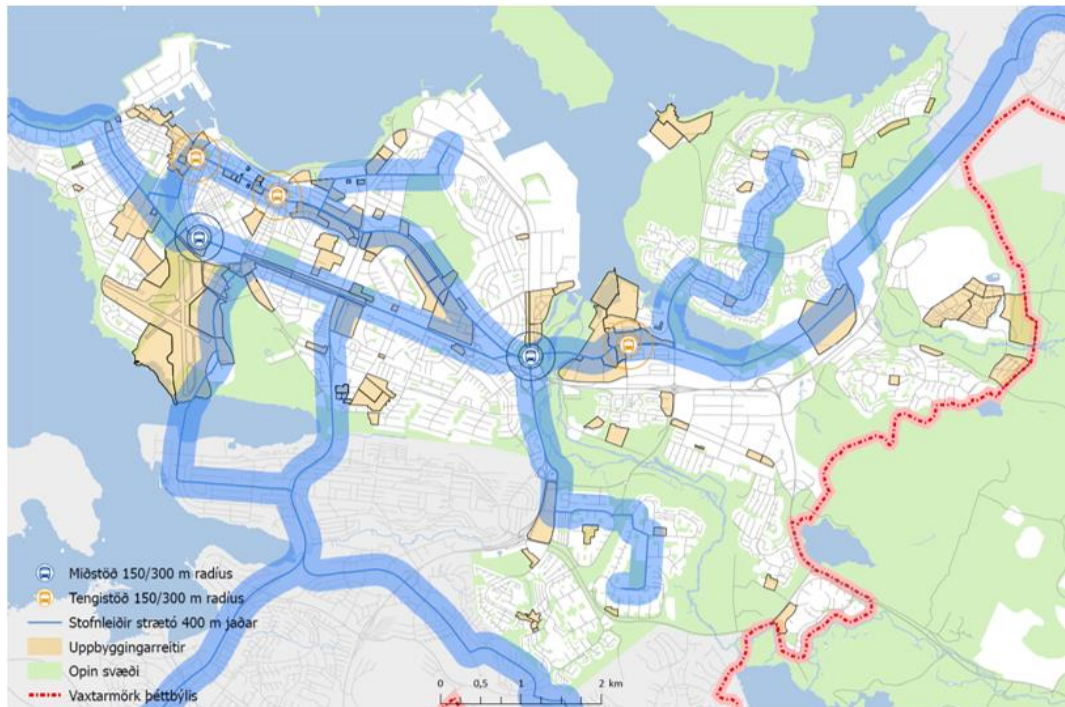 Miðstöð 150/300 m radíus
Tengistöð 150/300 m radíus
Stofnleiðir strætó 400 m jaðar
Uppbyggingarreitir
Opin svæði
Vaxtarmörk þéttbýlis
0 0,5 1 2 km